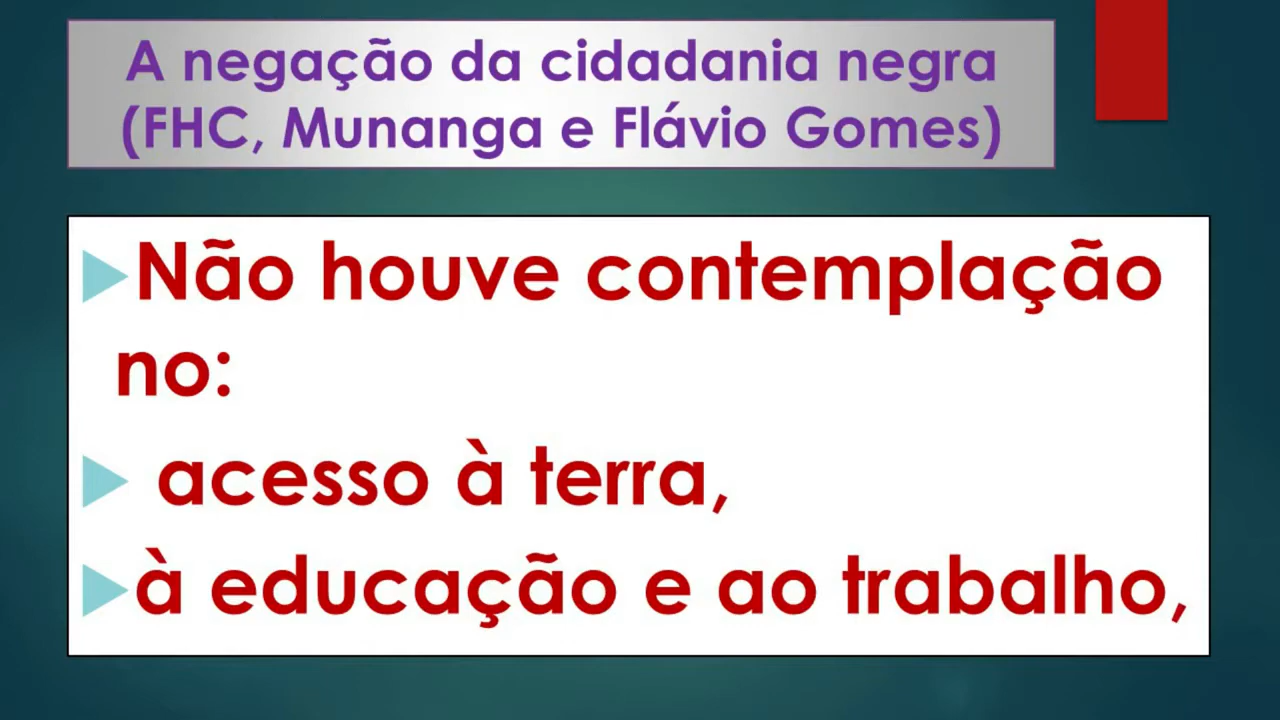 A negação da cidadania negra
(FHC, Munanga e Flávio Gomes)
Não houve contemplação
no:
acesso à terra,
à educação e ao trabalho,